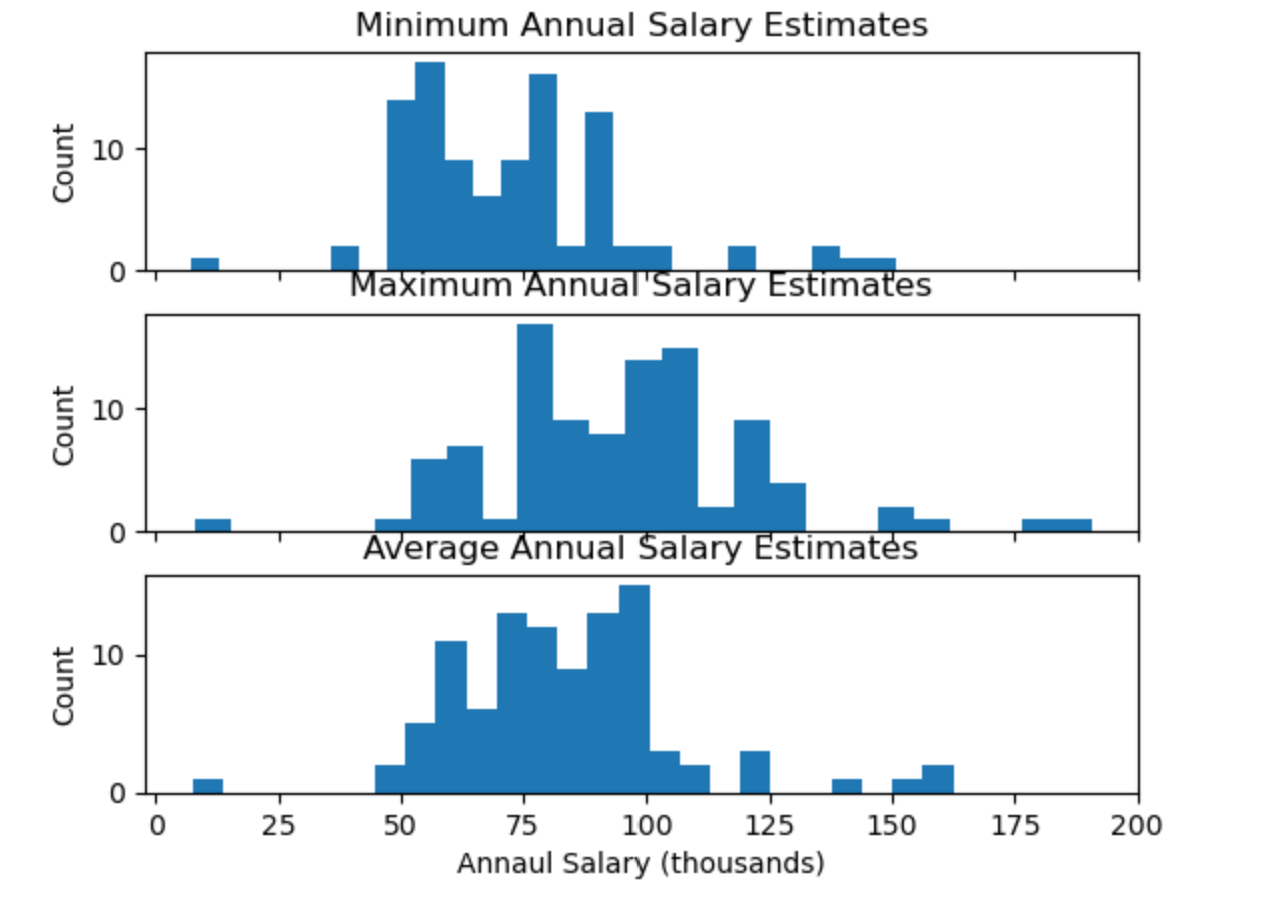 Minimum Annual Salary Estimates
Count
10
0
Maximum Annual Salary Estimates
Count
10
0
Average Annual Salary Estimates
Count
10
0
0 25 50 75 100 125 150 175 200
Annaul Salary (thousands)